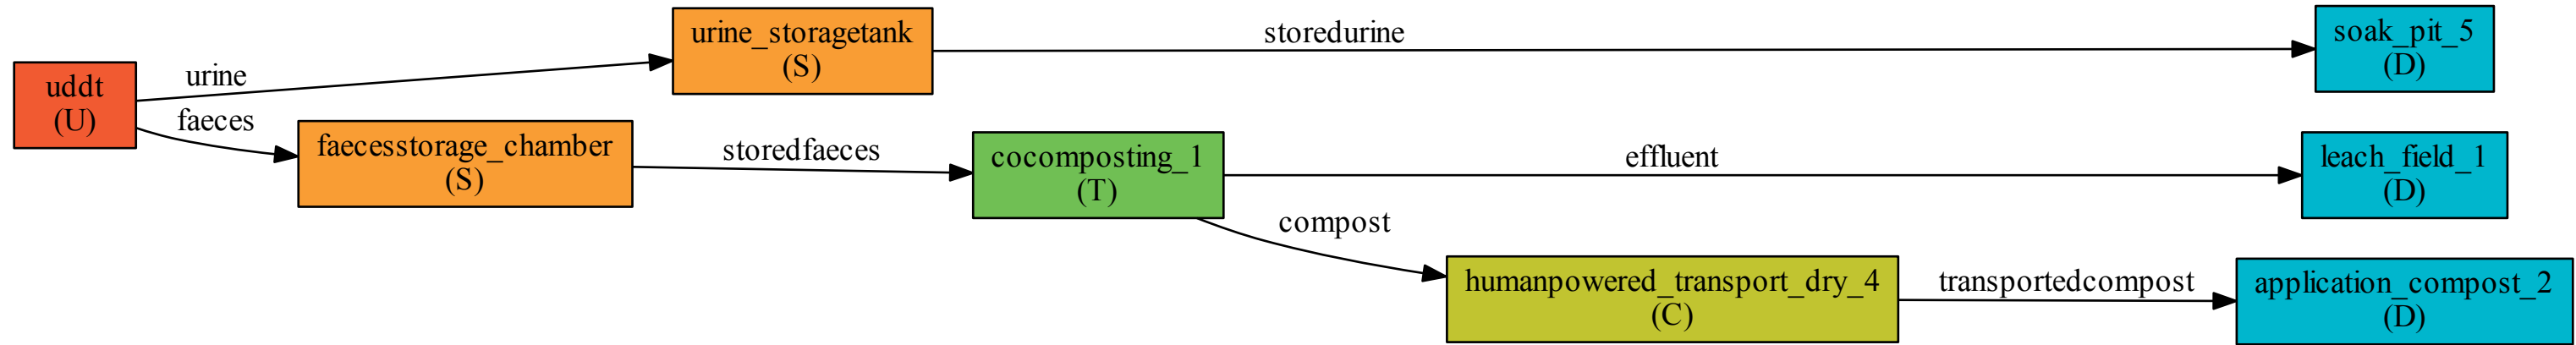 uddt
(U)
urine
faeces
urine_storagetank
(S)
storedurine
soak_pit_5
(D)
faecesstorage_chamber
(S)
storedfaeces
cocomposting_1
(T)
effluent
leach_field_1
(D)
compost
humanpowered_transport_dry_4
(C)
transportedcompost
application_compost_2
(D)